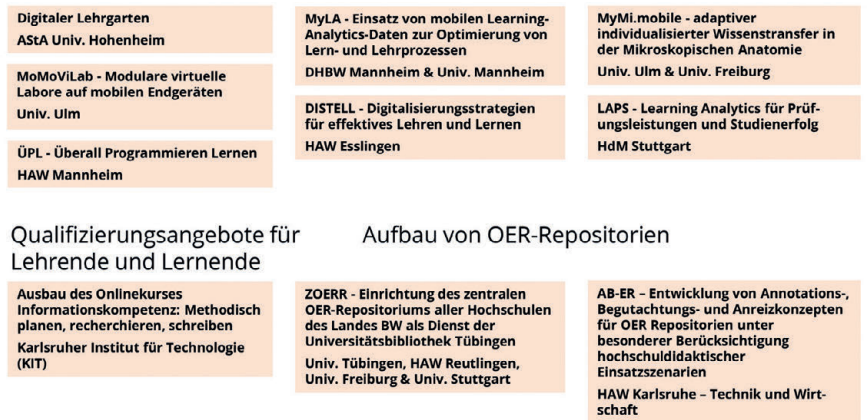 Digitaler Lehrgarten
AStA Univ. Hohenheim
MoMoViLab - Modulare virtuelle
Labore auf mobilen Endgeräten
Univ. Ulm
ÜPL - Überall Programmieren Lernen
HAW Mannheim
MyLA - Einsatz von mobilen Learning-
Analytics-Daten zur Optimierung von
Lern- und Lehrprozessen
DHBW Mannheim & Univ. Mannheim
DISTELL - Digitalisierungsstrategien
für effektives Lehren und Lernen
HAW Esslingen
MyMi.mobile - adaptiver
individualisierter Wissenstransfer in
der Mikroskopischen Anatomie
Univ. Ulm & Univ. Freiburg
LAPS - Learning Analytics für Prüf-
ungsleistungen und Studienerfolg
HdM Stuttgart
Qualifizierungsangebote für
Lehrende und Lernende
Ausbau des Onlinekurses
Informationskompetenz: Methodisch
planen, recherchieren, schreiben
Karlsruher Institut für Technologie
(KIT)
Aufbau von OER-Repositorien
ZOERR - Einrichtung des zentralen
OER-Repositoriums aller Hochschulen
des Landes BW als Dienst der
Universitätsbibliothek Tübingen
Univ. Tübingen, HAW Reutlingen,
Univ. Freiburg & Univ. Stuttgart
AB-ER – Entwicklung von Annotations-,
Begutachtungs- und Anreizkonzepten
für OER Repositorien unter
besonderer Berücksichtigung
hochschuldidaktischer
Einsatzszenarien
HAW Karlsruhe – Technik und Wirt-
schaft